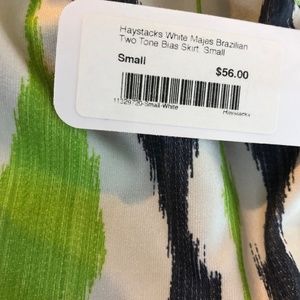 Haystacks White Majes Brazilian
Two Tone Bias Skirt, Small
Small
$56.00
Haystacks